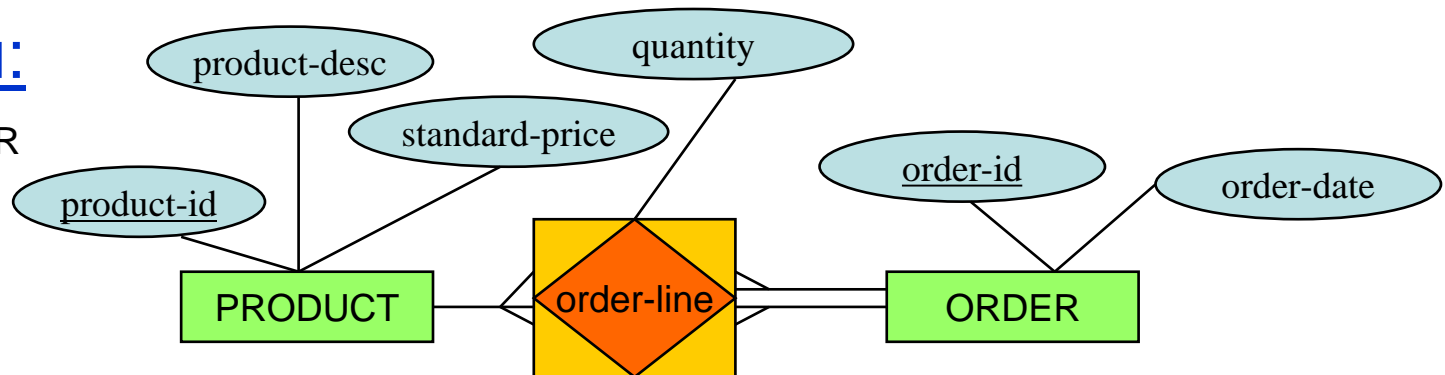 quantity
product-desc
standard-price
R
order-id
order-date
product-id
PRODUCT
order-line
ORDER